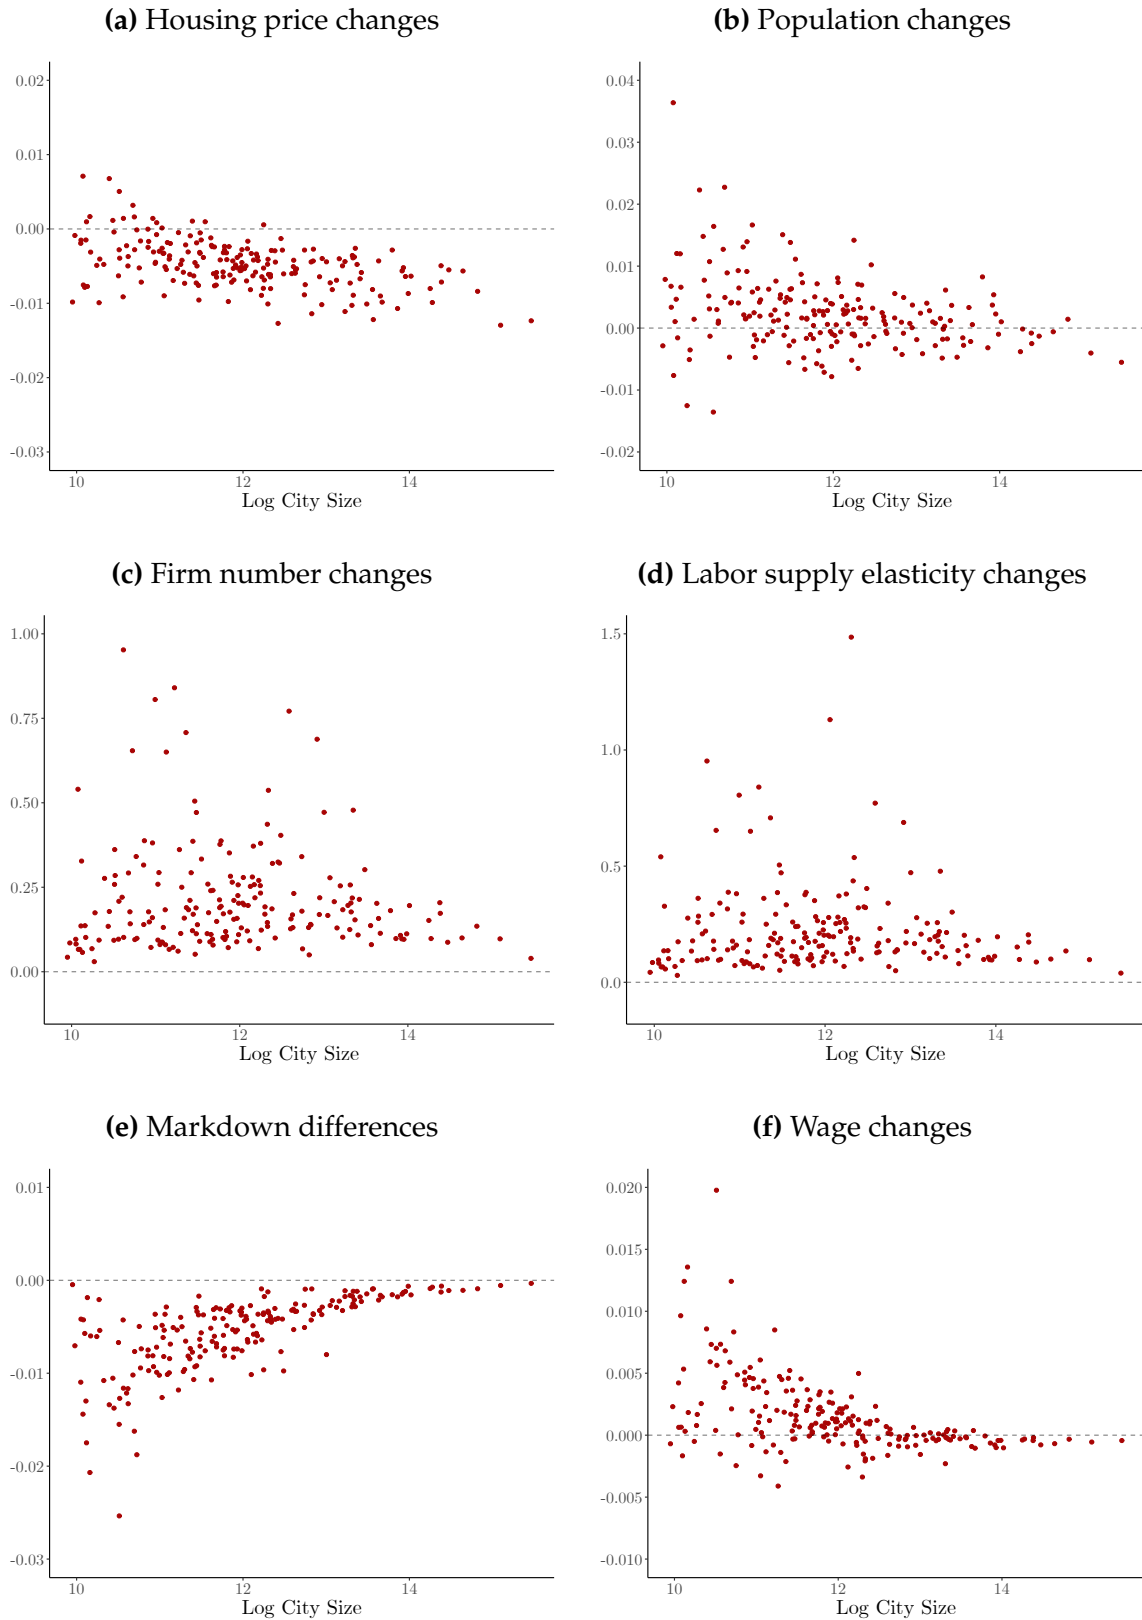 (a) Housing price changes
0.02
0.01
0.00
-0.01
-0.02
-0.03
10 12 14
Log City Size
(b) Population changes
0.04
0.03
0.02
0.01
0.00
-0.01
-0.02
10 12 14
Log City Size
(c) Firm number changes
1.00
0.75
0.50
0.25
0.00
10 12 14
Log City Size
(d) Labor supply elasticity changes
1.5
1.0
0.5
0.0
10 12 14
Log City Size
(e) Markdown differences
0.01
0.00
-0.01
-0.02
-0.03
10 12 14
Log City Size
(f) Wage changes
0.020
0.015
0.010
0.005
0.000
-0.005
-0.010
10 12 14
Log City Size